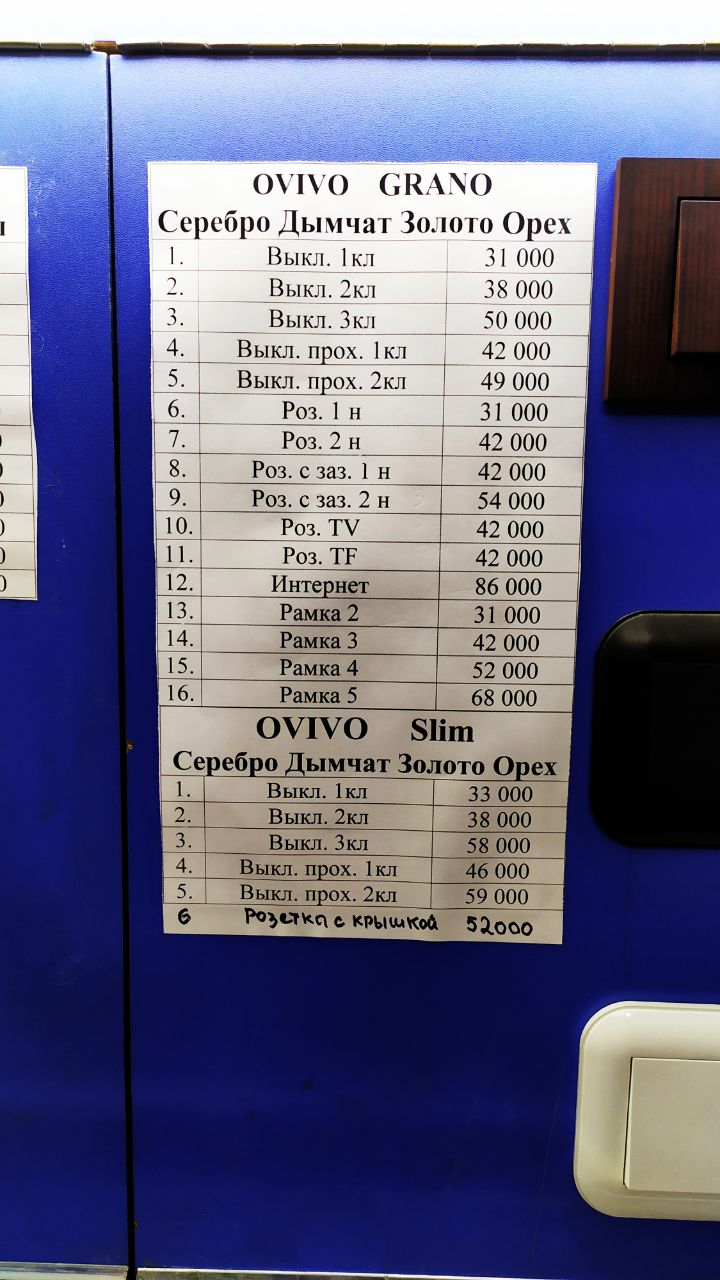 OVIVO GRANO
Серебро Дымчат Золото Орех
1. Выкл. 1кл 31 000
2. Выкл. 2кл 38 000
3. Выкл. 3кл 50 000
4. Выкл. прох. 1кл 42 000
5. Выкл. прох. 2кл 49 000
6. Роз. 1 н 31 000
7. Роз. 2 н 42 000
8. Роз. с заз. 1 н 42 000
9. Роз. с заз. 2 н 54 000
10. Роз. TV 42 000
11. Роз. TF 42 000
12. Интернет 86 000
13. Рамка 2 31 000
14. Рамка 3 42 000
15. Рамка 4 52 000
16. Рамка 5 68 000
OVIVO Slim
Серебро Дымчат Золото Орех
1. Выкл. 1кл 33 000
2. Выкл. 2кл 38 000
3. Выкл. 3кл 58 000
4. Выкл. прох. 1кл 46 000
5. Выкл. прох. 2кл 59 000
6 Розетка с крышкой 52000